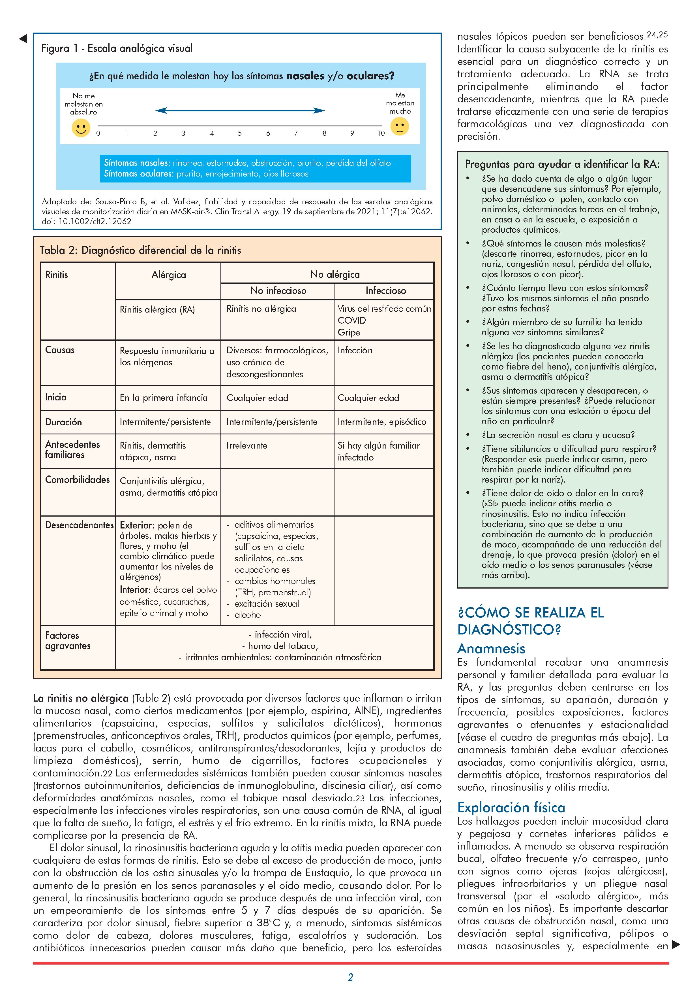 Figura 1 - Escala analógica visual
¿En qué medida le molestan hoy los síntomas nasales y/o oculares?
No me
molestan en
absoluto
Me
molestan
mucho
0 1 2 3 4 5 6 7 8 9 10
Síntomas nasales: rinorrea, estornudos, obstrucción, prurito, pérdida del olfato
Síntomas oculares: prurito, enrojecimiento, ojos llorosos
Adaptado de: Sousa-Pinto B, et al. Validez, fiabilidad y capacidad de respuesta de las escalas analógicas
visuales de monitorización diaria en MASK-air®. Clin Transl Allergy. 19 de septiembre de 2021; 11(7):e12062.
doi: 10.1002/clt2.12062
Tabla 2: Diagnóstico diferencial de la rinitis
Rinitis
Alérgica
No alérgica
No infeccioso
Infeccioso
Rinitis alérgica (RA)
Rinitis no alérgica
Virus del resfriado común
COVID
Gripe
Causas
Respuesta inmunitaria a
los alérgenos
Diversos: farmacológicos,
uso crónico de
descongestionantes
Infección
Inicio
En la primera infancia
Cualquier edad
Cualquier edad
Duración
Intermitente/persistente
Intermitente/persistente
Intermitente, episódico
Antecedentes
familiares
Rinitis, dermatitis
atópica, asma
Irrelevante
Si hay algún familiar
infectado
Comorbilidades
Conjuntivitis alérgica,
asma, dermatitis atópica
Desencadenantes
Exterior: polen de
árboles, malas hierbas y
flores, y moho (el
cambio climático puede
aumentar los niveles de
alérgenos)
Interior: ácaros del polvo
doméstico, cucarachas,
epitelio animal y moho
- aditivos alimentarios
(capsaicina, especias,
sulfitos en la dieta
salicilatos, causas
ocupacionales
- cambios hormonales
(TRH, premenstrual)
- excitación sexual
- alcohol
Factores
agravantes
- infección viral,
- humo del tabaco,
- irritantes ambientales: contaminación atmosférica
La rinitis no alérgica (Table 2) está provocada por diversos factores que inflaman o irritan
la mucosa nasal, como ciertos medicamentos (por ejemplo, aspirina, AINE), ingredientes
alimentarios (capsaicina, especias, sulfitos y salicilatos dietéticos), hormonas
(premenstruales, anticonceptivos orales, TRH), productos químicos (por ejemplo, perfumes,
lacas para el cabello, cosméticos, antitranspirantes/desodorantes, lejía y productos de
limpieza domésticos), serrín, humo de cigarrillos, factores ocupacionales y
contaminación.22 Las enfermedades sistémicas también pueden causar síntomas nasales
(trastornos autoinmunitarios, deficiencias de inmunoglobulina, discinesia ciliar), así como
deformidades anatómicas nasales, como el tabique nasal desviado.23 Las infecciones,
especialmente las infecciones virales respiratorias, son una causa común de RNA, al igual
que la falta de sueño, la fatiga, el estrés y el frío extremo. En la rinitis mixta, la RNA puede
complicarse por la presencia de RA.
El dolor sinusal, la rinosinusitis bacteriana aguda y la otitis media pueden aparecer con
cualquiera de estas formas de rinitis. Esto se debe al exceso de producción de moco, junto
con la obstrucción de los ostia sinusales y/o la trompa de Eustaquio, lo que provoca un
aumento de la presión en los senos paranasales y el oído medio, causando dolor. Por lo
general, la rinosinusitis bacteriana aguda se produce después de una infección viral, con
un empeoramiento de los síntomas entre 5 y 7 días después de su aparición. Se
caracteriza por dolor sinusal, fiebre superior a 38°C y, a menudo, síntomas sistémicos
como dolor de cabeza, dolores musculares, fatiga, escalofríos y sudoración. Los
antibióticos innecesarios pueden causar más daño que beneficio, pero los esteroides
nasales tópicos pueden ser beneficiosos.24,25
Identificar la causa subyacente de la rinitis es
esencial para un diagnóstico correcto y un
tratamiento adecuado. La RNA se trata
principalmente eliminando el factor
desencadenante, mientras que la RA puede
tratarse eficazmente con una serie de terapias
farmacológicas una vez diagnosticada con
precisión.
Preguntas para ayudar a identificar la RA:
• ¿Se ha dado cuenta de algo o algún lugar
que desencadene sus síntomas? Por ejemplo,
polvo doméstico o polen, contacto con
animales, determinadas tareas en el trabajo,
en casa o en la escuela, o exposición a
productos químicos.
• ¿Qué síntomas le causan más molestias?
(descarte rinorrea, estornudos, picor en la
nariz, congestión nasal, pérdida del olfato,
ojos llorosos o con picor).
• ¿Cuánto tiempo lleva con estos síntomas?
¿Tuvo los mismos síntomas el año pasado
por estas fechas?
• ¿Algún miembro de su familia ha tenido
alguna vez síntomas similares?
• ¿Se les ha diagnosticado alguna vez rinitis
alérgica (los pacientes pueden conocerla
como fiebre del heno), conjuntivitis alérgica,
asma o dermatitis atópica?
• ¿Sus síntomas aparecen y desaparecen, o
están siempre presentes? ¿Puede relacionar
los síntomas con una estación o época del
año en particular?
• ¿La secreción nasal es clara y acuosa?
• ¿Tiene sibilancias o dificultad para respirar?
(Responder «sí» puede indicar asma, pero
también puede indicar dificultad para
respirar por la nariz).
• ¿Tiene dolor de oído o dolor en la cara?
(«Sí» puede indicar otitis media o
rinosinusitis. Esto no indica infección
bacteriana, sino que se debe a una
combinación de aumento de la producción
de moco, acompañado de una reducción del
drenaje, lo que provoca presión (dolor) en el
oído medio o los senos paranasales (véase
más arriba).
¿CÓMO SE REALIZA EL
DIAGNÓSTICO?
Anamnesis
Es fundamental recabar una anamnesis
personal y familiar detallada para evaluar la
RA, y las preguntas deben centrarse en los
tipos de síntomas, su aparición, duración y
frecuencia, posibles exposiciones, factores
agravantes o atenuantes y estacionalidad
[véase el cuadro de preguntas más abajo]. La
anamnesis también debe evaluar afecciones
asociadas, como conjuntivitis alérgica, asma,
dermatitis atópica, trastornos respiratorios del
sueño, rinosinusitis y otitis media.
Exploración física
Los hallazgos pueden incluir mucosidad clara
y pegajosa y cornetes inferiores pálidos e
inflamados. A menudo se observa respiración
bucal, olfateo frecuente y/o carraspeo, junto
con signos como ojeras («ojos alérgicos»),
pliegues infraorbitarios y un pliegue nasal
transversal (por el «saludo alérgico», más
común en los niños). Es importante descartar
otras causas de obstrucción nasal, como una
desviación septal significativa, pólipos o
masas nasosinusales y, especialmente en
2